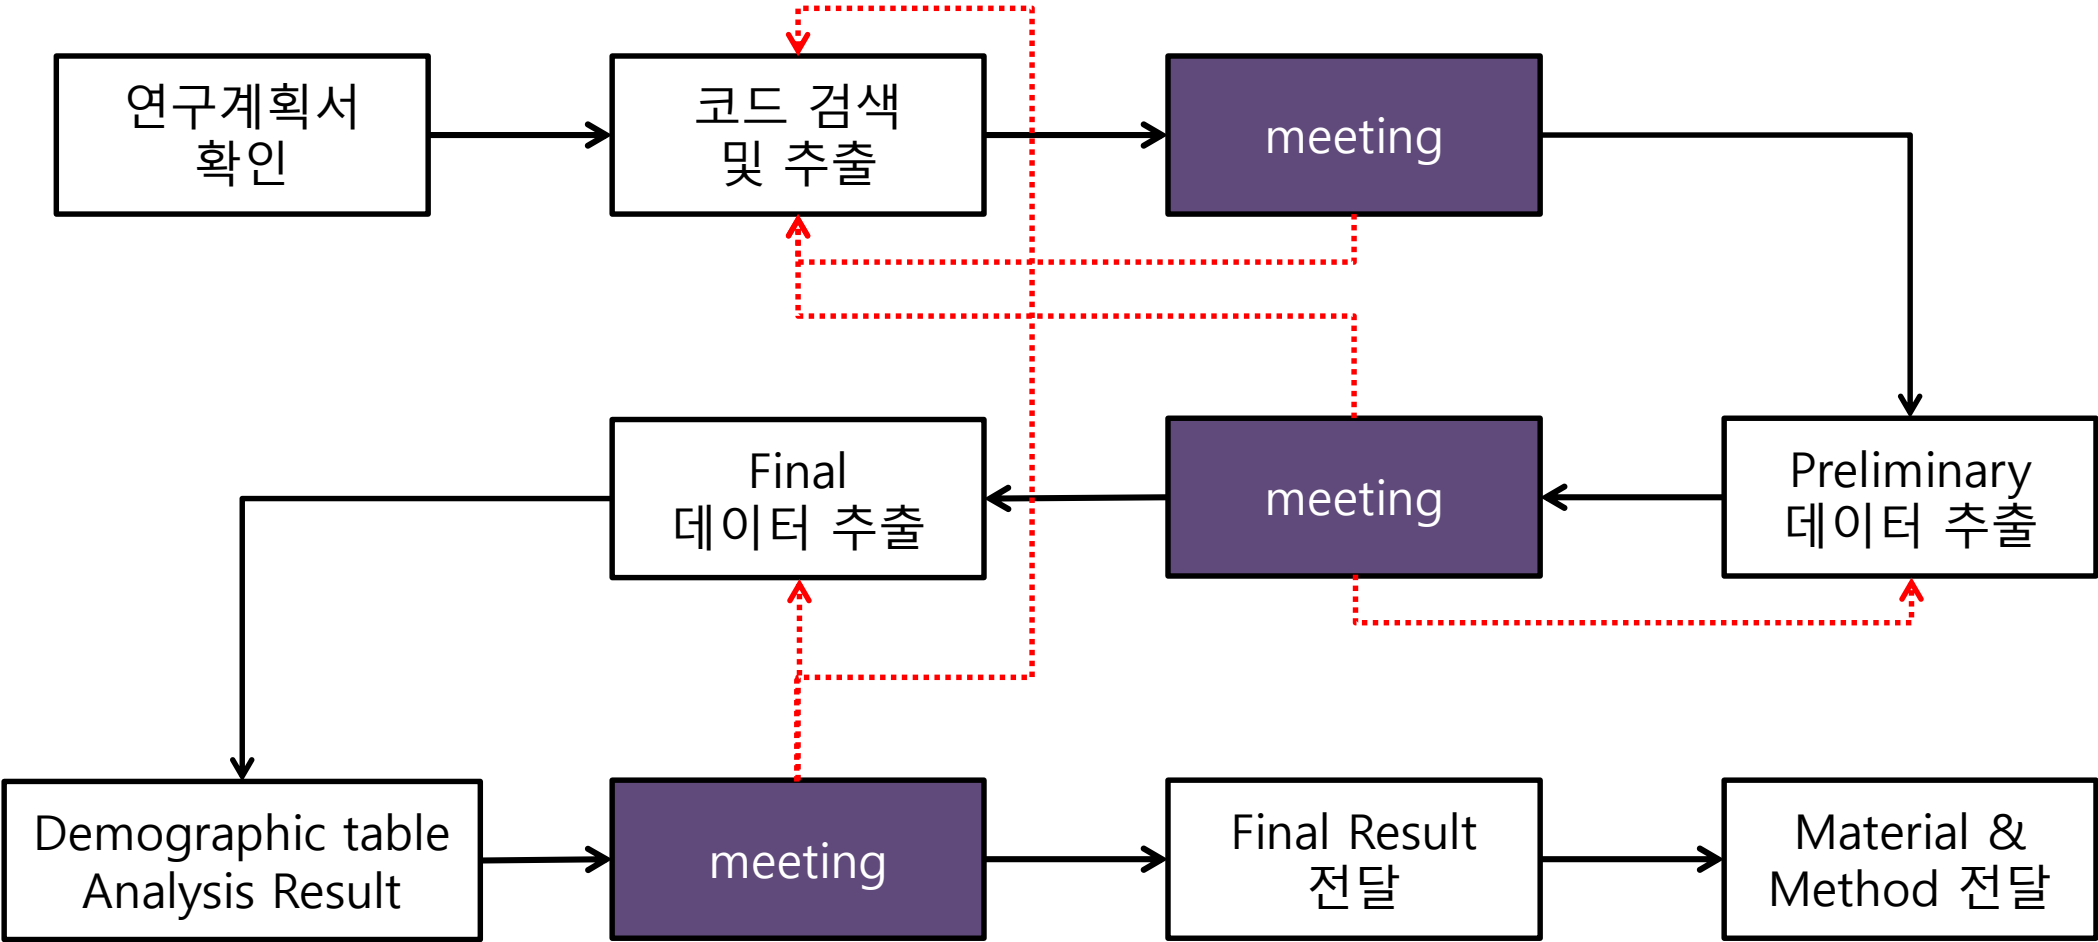 연구계획서
확인
코드 검색
및 추출
meeting
Final
데이터 추출
meeting
Preliminary
데이터 추출
Demographic table
Analysis Result
meeting
Final Result
전달
Material &
Method 전달